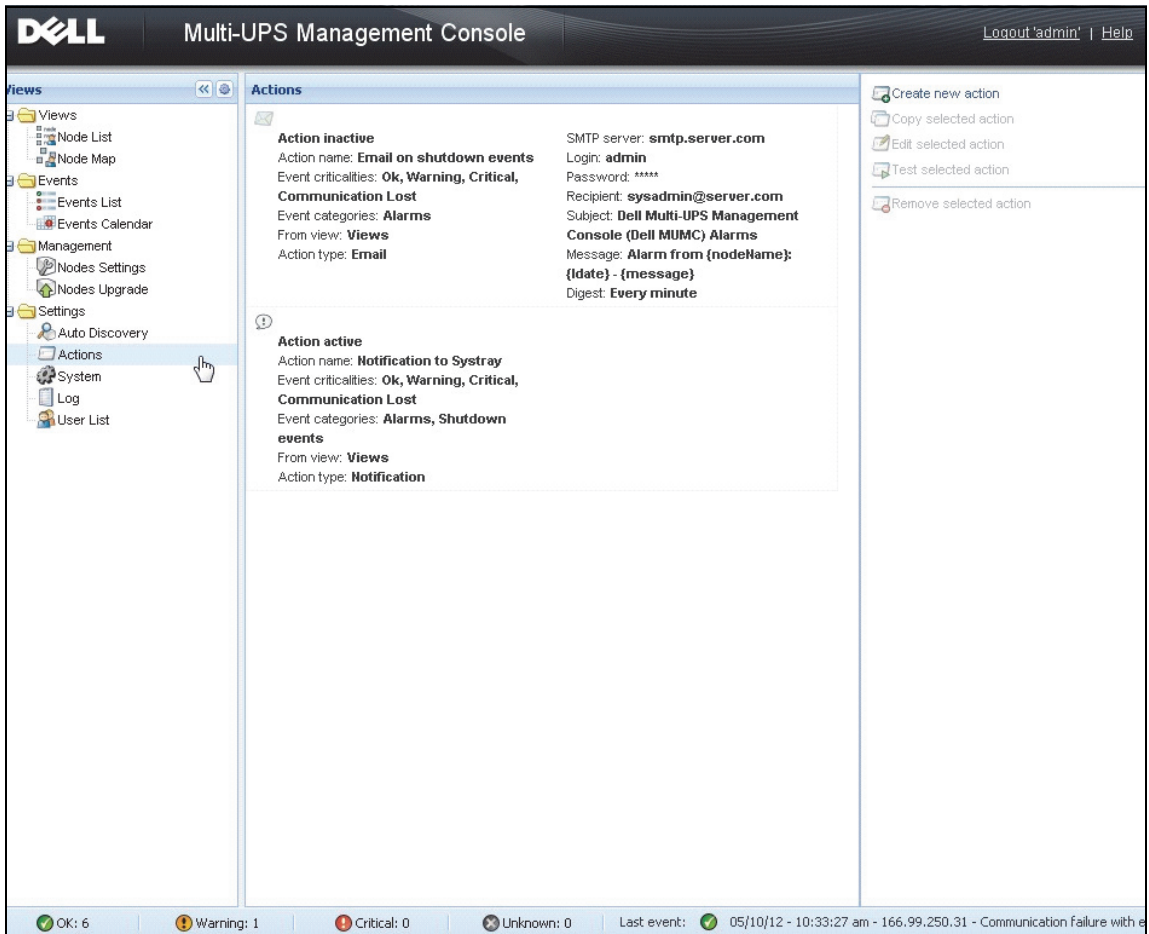 DELL
Multi-UPS Management Console
Logout 'admin' | Help
Views
Views
Node List
Node Map
Events
Events List
Events Calendar
Management
Nodes Settings
Nodes Upgrade
Settings
Auto Discovery
Actions
System
Log
User List
Actions
Action inactive
Action name: Email on shutdown events
Event criticalities: Ok, Warning, Critical,
Communication Lost
Event categories: Alarms
From view: Views
Action type: Email
SMTP server: smtp.server.com
Login: admin
Password: *****
Recipient: sysadmin@server.com
Subject: Dell Multi-UPS Management
Console (Dell MUMC) Alarms
Message: Alarm from {nodeName}:
{ldate} - {message}
Digest: Every minute
Action active
Action name: Notification to Systray
Event criticalities: Ok, Warning, Critical,
Communication Lost
Event categories: Alarms, Shutdown
events
From view: Views
Action type: Notification
Create new action
Copy selected action
Edit selected action
Test selected action
Remove selected action
OK: 6
Warning: 1
Critical: 0
Unknown: 0
Last event: 05/10/12 - 10:33:27 am - 166.99.250.31 - Communication failure with e